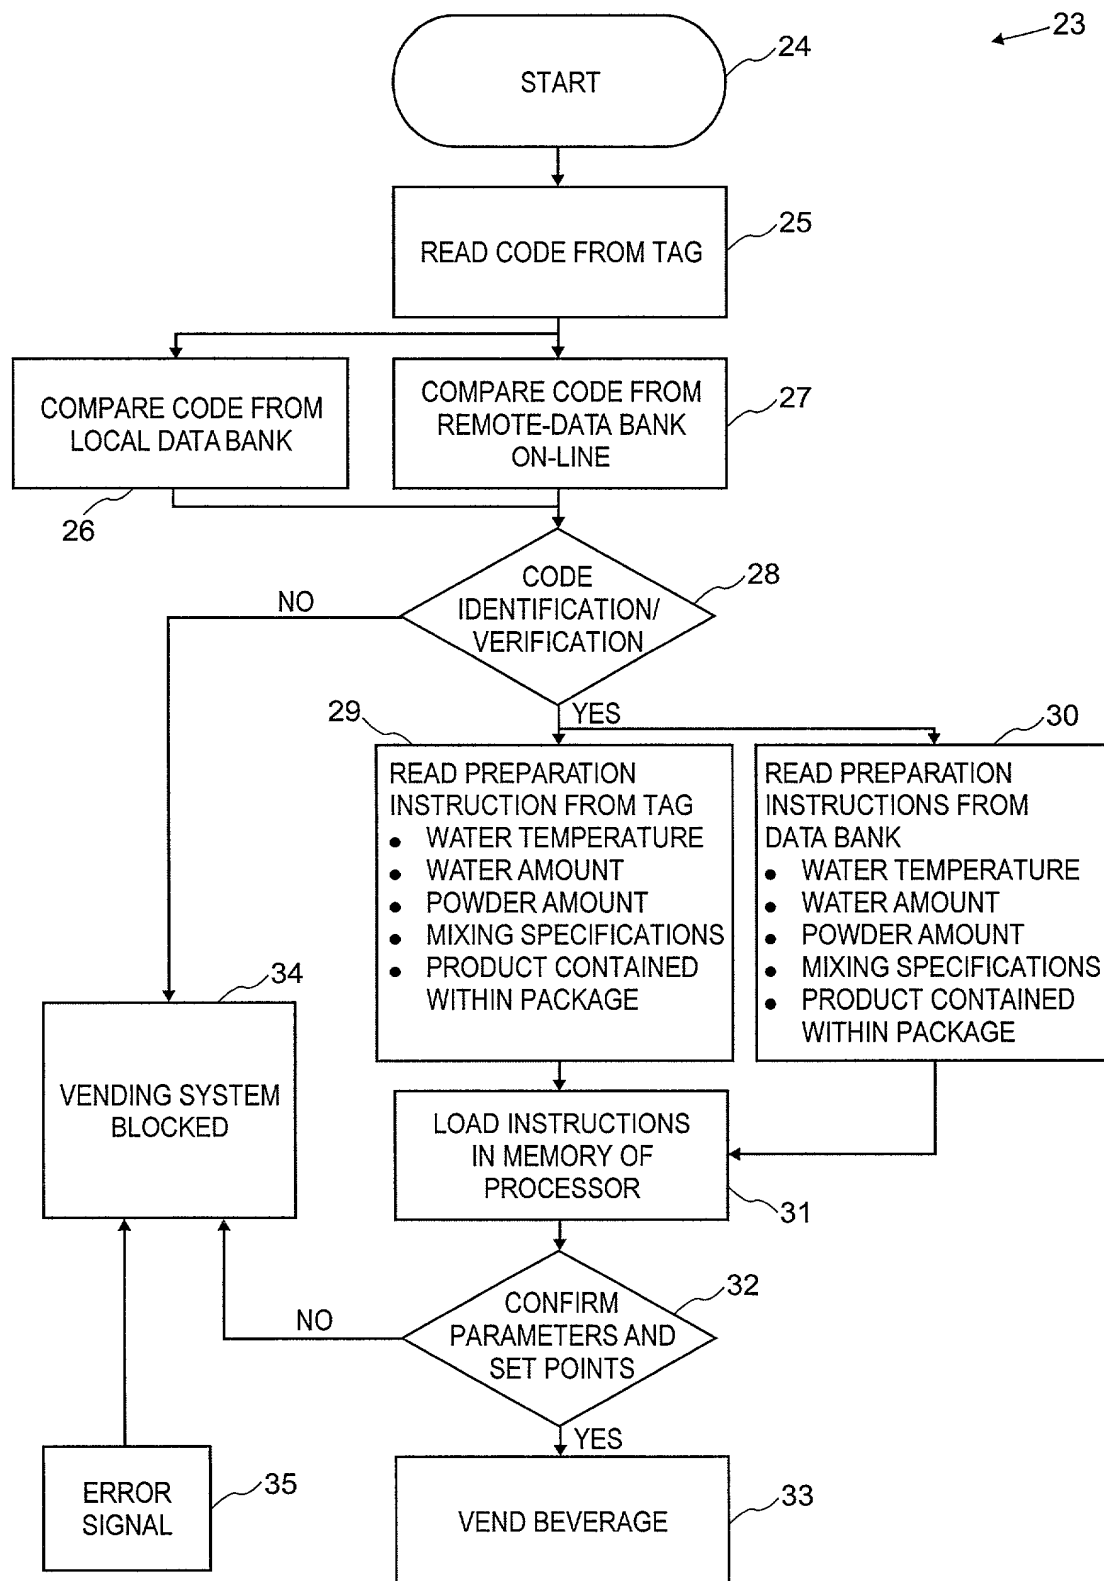 23
START
24
READ CODE FROM TAG
25
COMPARE CODE FROM
LOCAL DATA BANK
26
COMPARE CODE FROM
REMOTE-DATA BANK
ON-LINE
27
CODE
IDENTIFICATION/
VERIFICATION
28
NO
YES
29
READ PREPARATION
INSTRUCTION FROM TAG
• WATER TEMPERATURE
• WATER AMOUNT
• POWDER AMOUNT
• MIXING SPECIFICATIONS
• PRODUCT CONTAINED
WITHIN PACKAGE
30
READ PREPARATION
INSTRUCTIONS FROM
DATA BANK
• WATER TEMPERATURE
• WATER AMOUNT
• POWDER AMOUNT
• MIXING SPECIFICATIONS
• PRODUCT CONTAINED
WITHIN PACKAGE
34
VENDING SYSTEM
BLOCKED
LOAD INSTRUCTIONS
IN MEMORY OF
PROCESSOR
31
CONFIRM
PARAMETERS AND
SET POINTS
32
NO
YES
ERROR
SIGNAL
35
VEND BEVERAGE
33